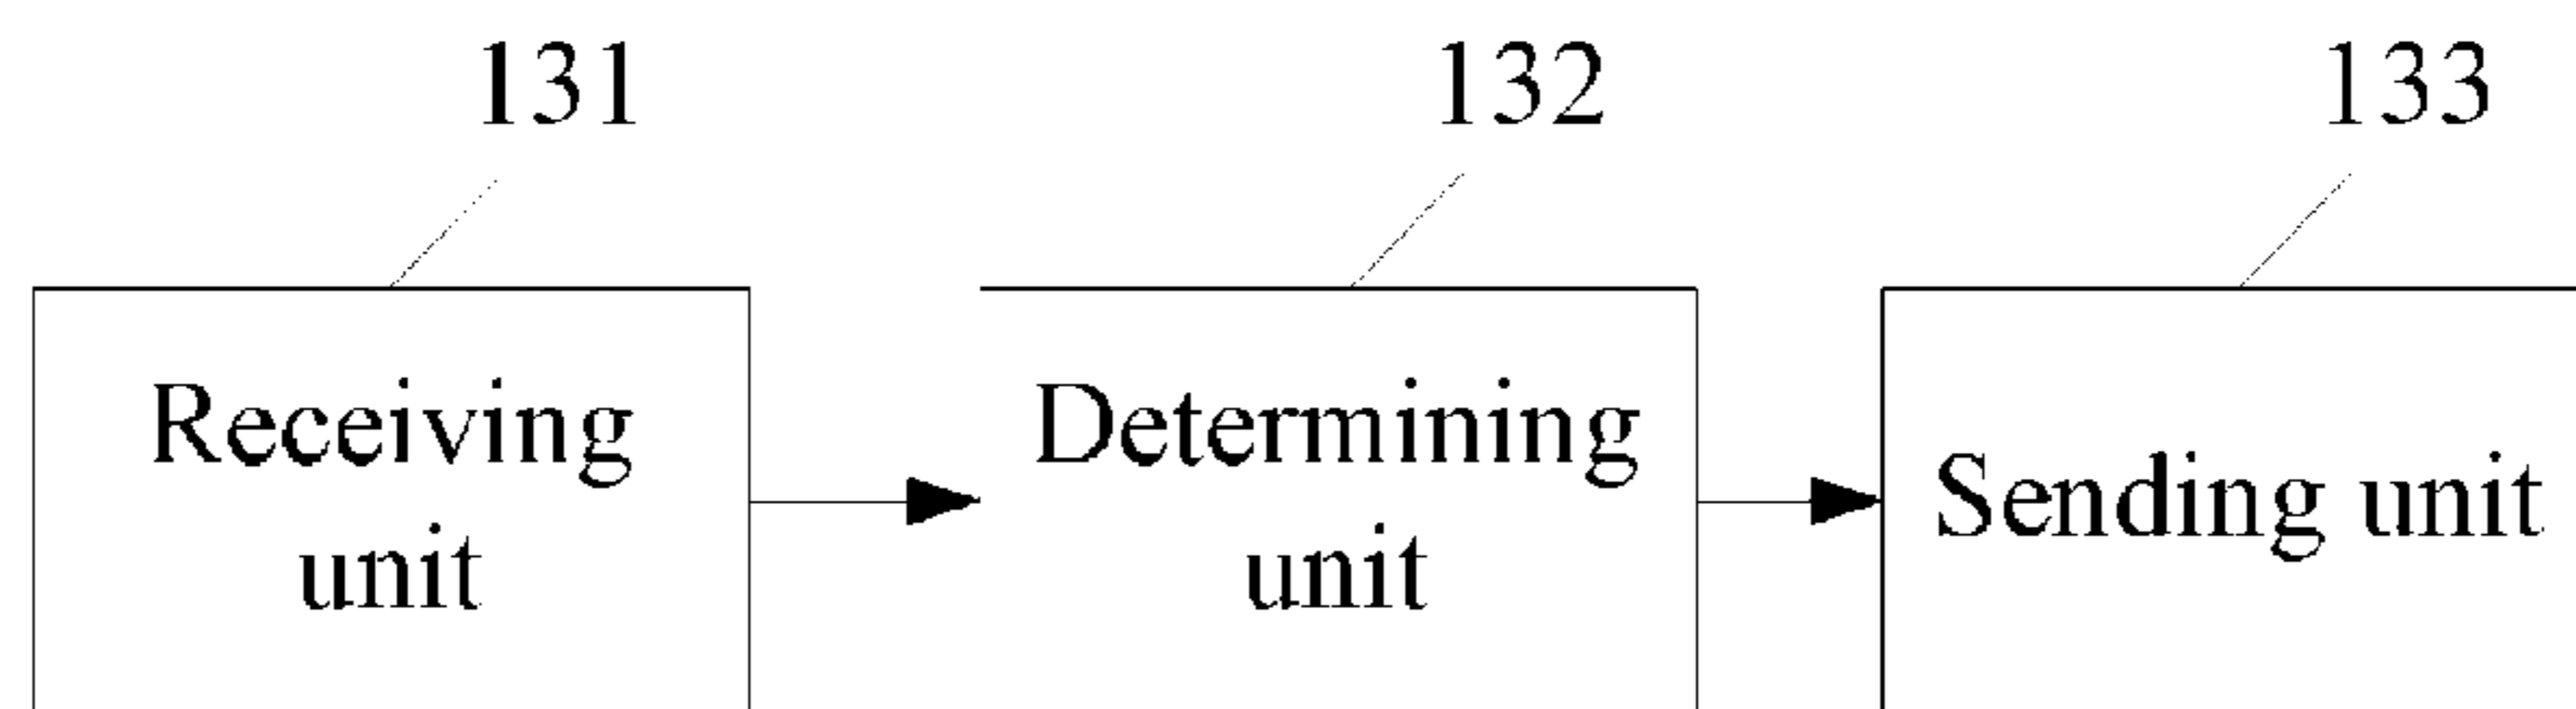 131
132
133
Receiving
unit
Determining
unit
Sending unit